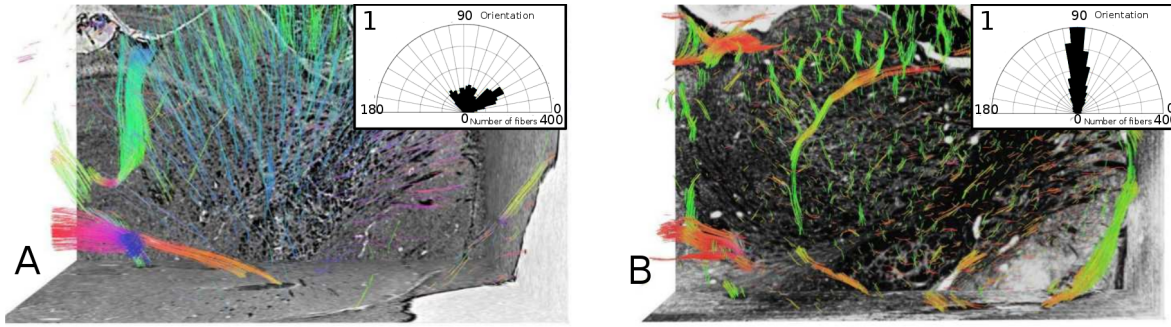 1
90 Orientation
180
0
0 Number of fibers 400
A
1
90 Orientation
180
0
0 Number of fibers 400
B